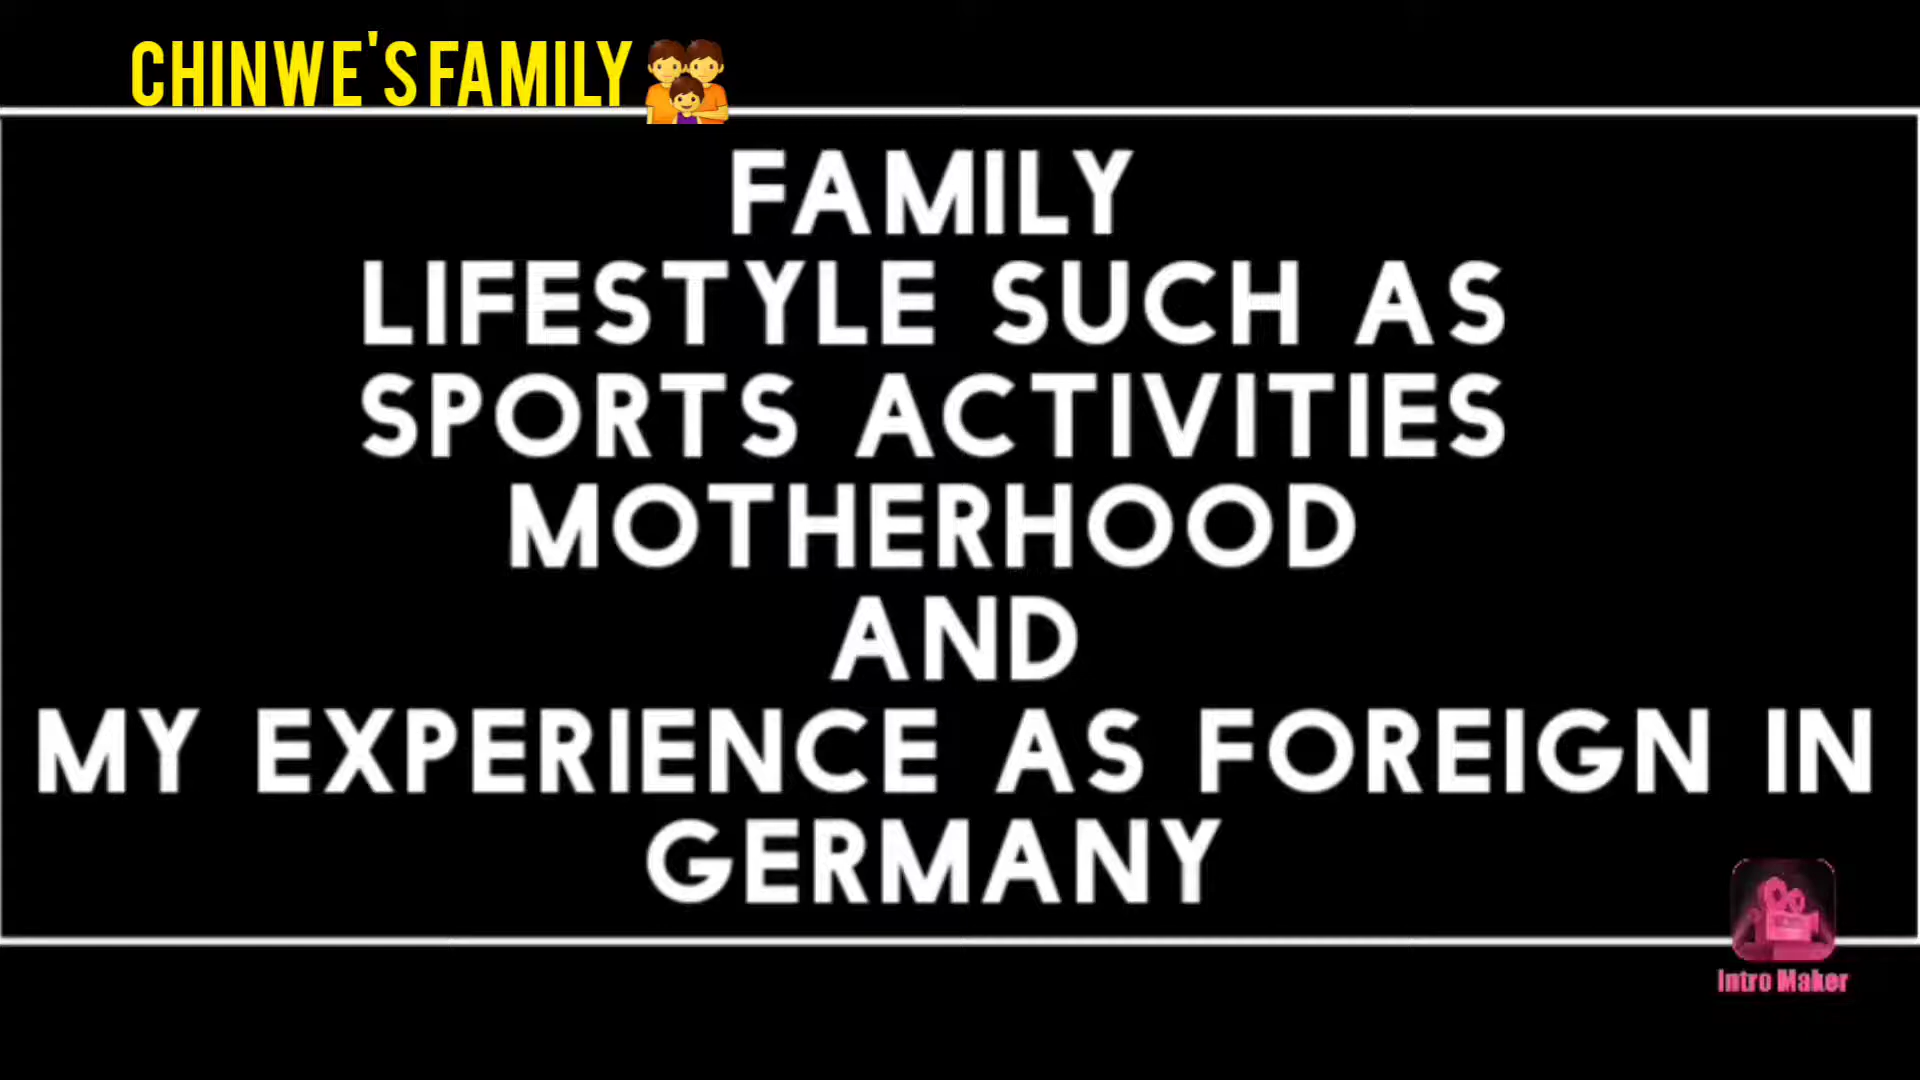 CHINWE'S FAMILY
FAMILY
LIFESTYLE SUCH AS
SPORTS ACTIVITIES
MOTHERHOOD
AND
MY EXPERIENCE AS FOREIGN IN
GERMANY
Intro Maker